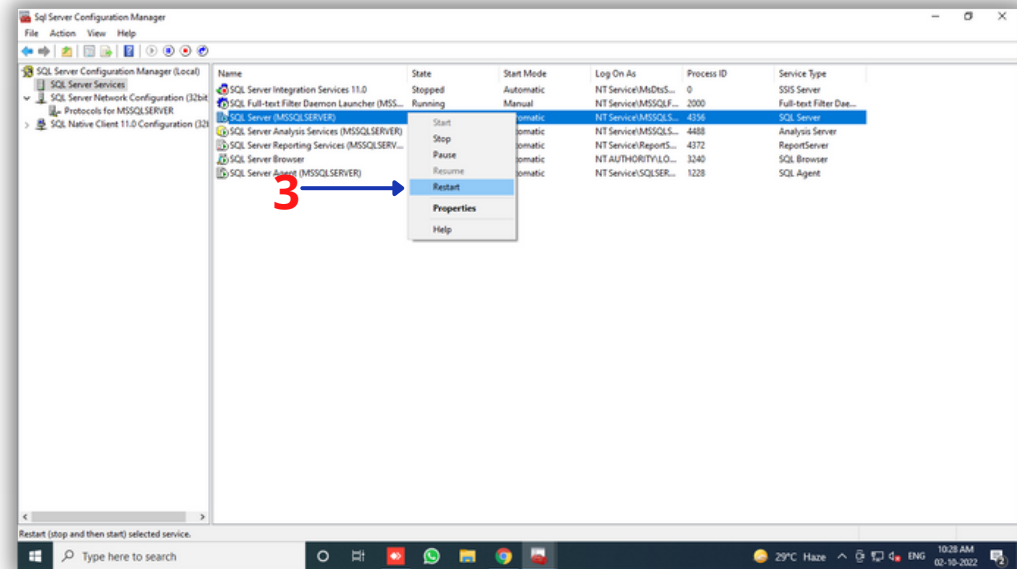 Sql Server Configuration Manager
File Action View Help
SQL Server Configuration Manager (Local)
SQL Server Services
SQL Server Network Configuration (32bit
Protocols for MSSQLSERVER
SQL Native Client 11.0 Configuration (32
Name State Start Mode Log On As Process ID Service Type
SQL Server Integration Services 11.0 Stopped Automatic NT Service\MsDtsS... 0 SSIS Server
SQL Full-text Filter Daemon Launcher (MSS... Running Manual NT Service\MSSQLF... 2000 Full-text Filter Dae...
SQL Server (MSSQLSERVER) omatic NT Service\MSSQLS... 4356 SQL Server
SQL Server Analysis Services (MSSQLSERVER) omatic NT Service\MSSQLS... 4488 Analysis Server
SQL Server Reporting Services (MSSQLSERV... omatic NT Service\ReportS... 4372 ReportServer
SQL Server Browser omatic NT AUTHORITY\LO... 3240 SQL Browser
SQL Server Agent (MSSQLSERVER) omatic NT Service\SQLSER... 1228 SQL Agent
Start
Stop
Pause
Resume
3 Restart
Properties
Help
Restart (stop and then start) selected service.
Type here to search 29°C Haze ENG 10:28 AM
02-10-2022
2